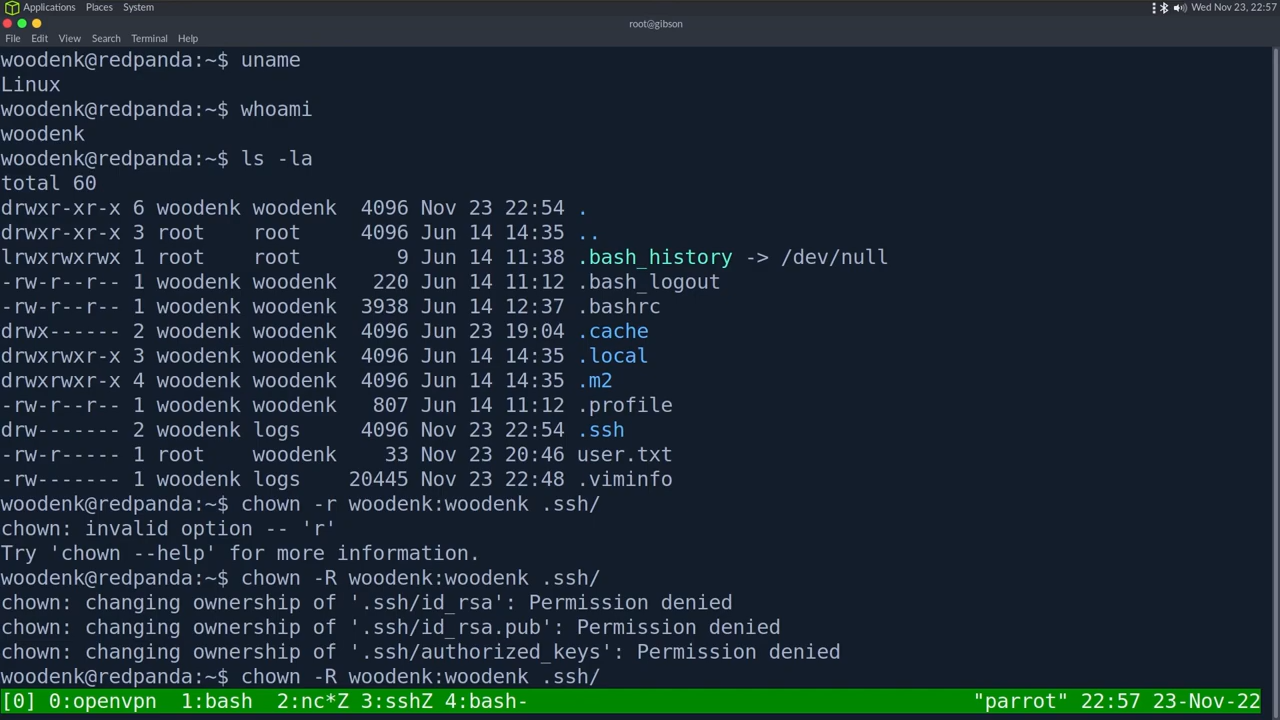 Applications Places System
Wed Nov 23, 22:57
root@gibson
File Edit View Search Terminal Help
woodenk@redpanda:~$ uname
Linux
woodenk@redpanda:~$ whoami
woodenk
woodenk@redpanda:~$ ls -la
total 60
drwxr-xr-x 6 woodenk woodenk  4096 Nov 23 22:54 .
drwxr-xr-x 3 root    root     4096 Jun 14 14:35 ..
lrwxrwxrwx 1 root    root        9 Jun 14 11:38 .bash_history -> /dev/null
-rw-r--r-- 1 woodenk woodenk   220 Jun 14 11:12 .bash_logout
-rw-r--r-- 1 woodenk woodenk  3938 Jun 14 12:37 .bashrc
drwx------ 2 woodenk woodenk  4096 Jun 23 19:04 .cache
drwxrwxr-x 3 woodenk woodenk  4096 Jun 14 14:35 .local
drwxrwxr-x 4 woodenk woodenk  4096 Jun 14 14:35 .m2
-rw-r--r-- 1 woodenk woodenk   807 Jun 14 11:12 .profile
drw------- 2 woodenk logs     4096 Nov 23 22:54 .ssh
-rw-r----- 1 root    woodenk    33 Nov 23 20:46 user.txt
-rw------- 1 woodenk logs    20445 Nov 23 22:48 .viminfo
woodenk@redpanda:~$ chown -r woodenk:woodenk .ssh/
chown: invalid option -- 'r'
Try 'chown --help' for more information.
woodenk@redpanda:~$ chown -R woodenk:woodenk .ssh/
chown: changing ownership of '.ssh/id_rsa': Permission denied
chown: changing ownership of '.ssh/id_rsa.pub': Permission denied
chown: changing ownership of '.ssh/authorized_keys': Permission denied
woodenk@redpanda:~$ chown -R woodenk:woodenk .ssh/
[0] 0:openvpn  1:bash  2:nc*Z 3:sshZ 4:bash-
"parrot" 22:57 23-Nov-22